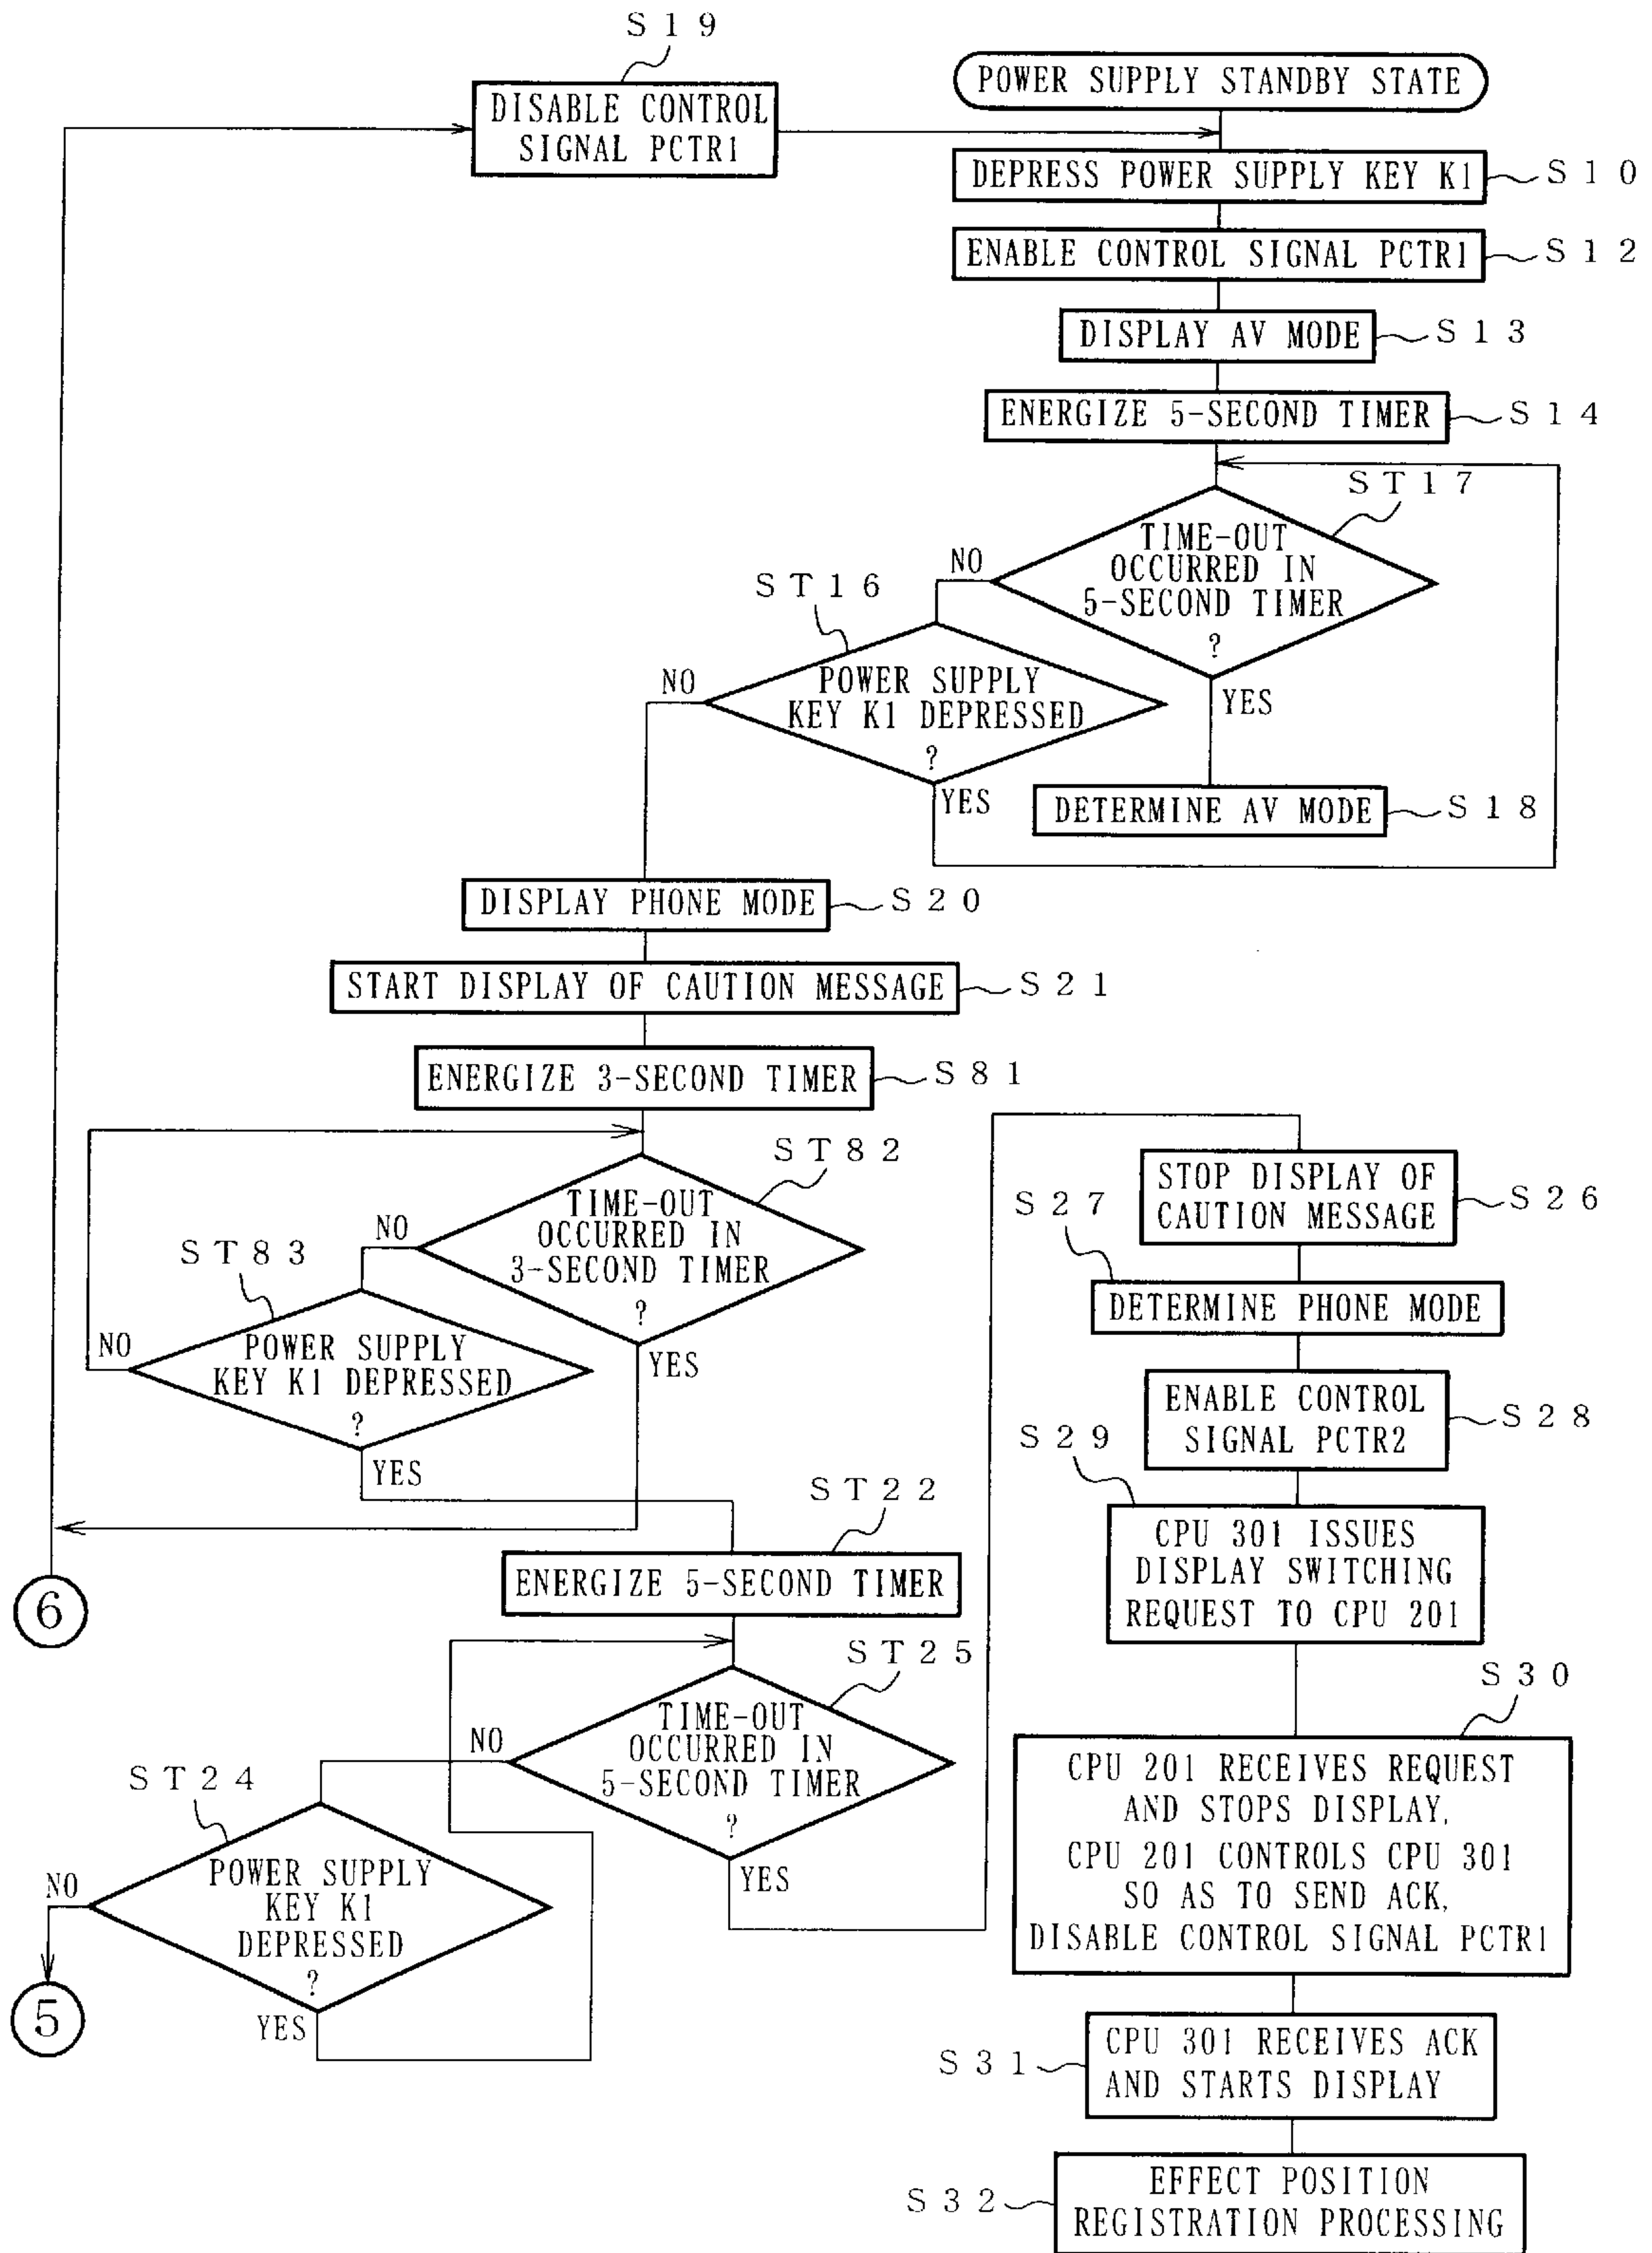 S19
DISABLE CONTROL
SIGNAL PCTR1
POWER SUPPLY STANDBY STATE
DEPRESS POWER SUPPLY KEY K1
S10
ENABLE CONTROL SIGNAL PCTR1
S12
DISPLAY AV MODE
S13
ENERGIZE 5-SECOND TIMER
S14
ST17
TIME-OUT
OCCURRED IN
5-SECOND TIMER
?
NO
YES
ST16
POWER SUPPLY
KEY K1 DEPRESSED
?
NO
YES
DETERMINE AV MODE
S18
DISPLAY PHONE MODE
S20
START DISPLAY OF CAUTION MESSAGE
S21
ENERGIZE 3-SECOND TIMER
S81
ST82
TIME-OUT
OCCURRED IN
3-SECOND TIMER
?
NO
YES
ST83
POWER SUPPLY
KEY K1 DEPRESSED
?
NO
YES
6
ST22
ENERGIZE 5-SECOND TIMER
ST25
TIME-OUT
OCCURRED IN
5-SECOND TIMER
?
NO
YES
ST24
POWER SUPPLY
KEY K1
DEPRESSED
?
NO
YES
5
STOP DISPLAY OF
CAUTION MESSAGE
S26
S27
DETERMINE PHONE MODE
ENABLE CONTROL
SIGNAL PCTR2
S28
S29
CPU 301 ISSUES
DISPLAY SWITCHING
REQUEST TO CPU 201
S30
CPU 201 RECEIVES REQUEST
AND STOPS DISPLAY,
CPU 201 CONTROLS CPU 301
SO AS TO SEND ACK,
DISABLE CONTROL SIGNAL PCTR1
S31
CPU 301 RECEIVES ACK
AND STARTS DISPLAY
S32
EFFECT POSITION
REGISTRATION PROCESSING